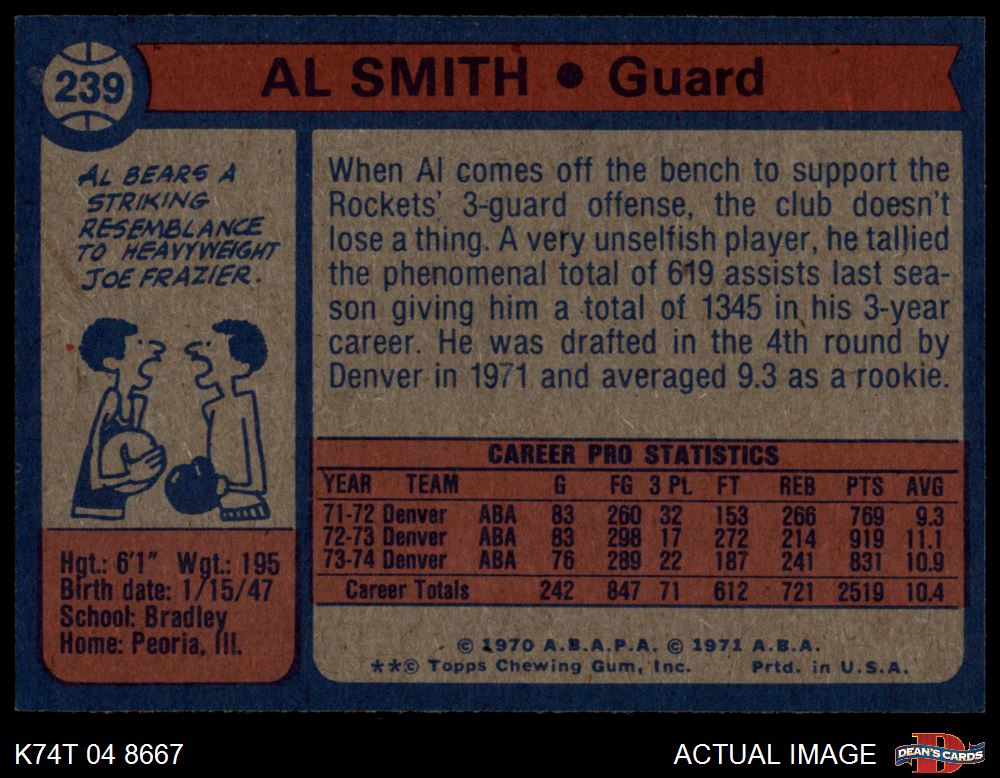 239
AL SMITH ● Guard
AL BEARS A
STRIKING
RESEMBLANCE
TO HEAVYWEIGHT
JOE FRAZIER.
When Al comes off the bench to support the
Rockets' 3-guard offense, the club doesn't
lose a thing. A very unselfish player, he tallied
the phenomenal total of 619 assists last sea-
son giving him a total of 1345 in his 3-year
career. He was drafted in the 4th round by
Denver in 1971 and averaged 9.3 as a rookie.
Hgt.: 6'1" Wgt.: 195
Birth date: 1/15/47
School: Bradley
Home: Peoria, Ill.
CAREER PRO STATISTICS
YEAR TEAM G FG 3 Pt. FT REB PTS AVG
71-72 Denver ABA 83 260 32 153 266 769 9.3
72-73 Denver ABA 83 298 17 272 214 919 11.1
73-74 Denver ABA 76 289 22 187 241 831 10.9
Career Totals 242 847 71 612 721 2519 10.4
© 1970 A.B.A.P.A. © 1971 A.B.A.
**© Topps Chewing Gum, Inc. Prtd. in U.S.A.
K74T 04 8667
ACTUAL IMAGE
D
DEAN'S CARDS